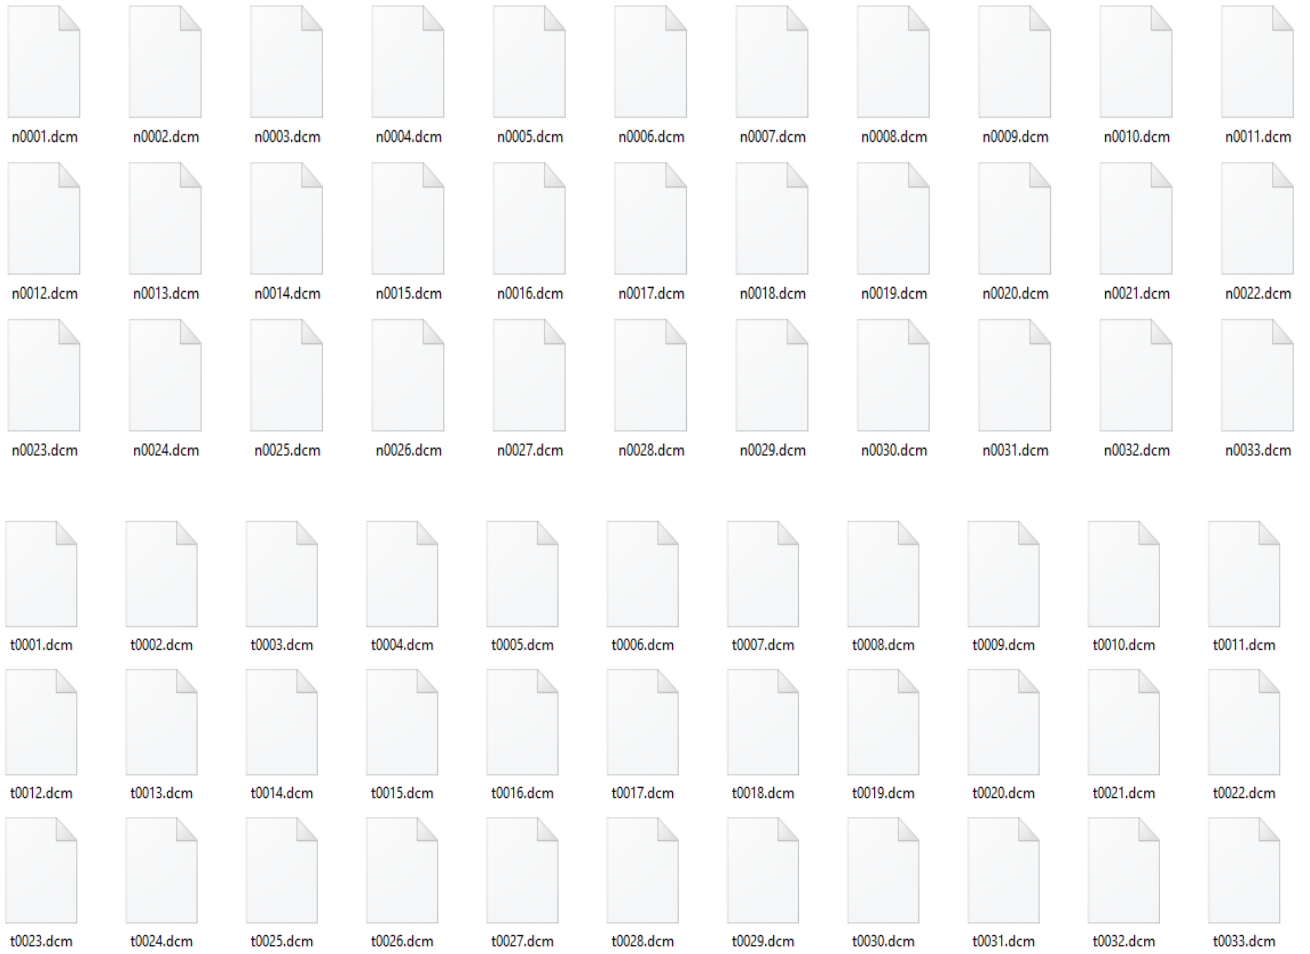 n0001.dcm n0002.dcm n0003.dcm n0004.dcm n0005.dcm n0006.dcm n0007.dcm n0008.dcm n0009.dcm n0010.dcm n0011.dcm
n0012.dcm n0013.dcm n0014.dcm n0015.dcm n0016.dcm n0017.dcm n0018.dcm n0019.dcm n0020.dcm n0021.dcm n0022.dcm
n0023.dcm n0024.dcm n0025.dcm n0026.dcm n0027.dcm n0028.dcm n0029.dcm n0030.dcm n0031.dcm n0032.dcm n0033.dcm
t0001.dcm t0002.dcm t0003.dcm t0004.dcm t0005.dcm t0006.dcm t0007.dcm t0008.dcm t0009.dcm t0010.dcm t0011.dcm
t0012.dcm t0013.dcm t0014.dcm t0015.dcm t0016.dcm t0017.dcm t0018.dcm t0019.dcm t0020.dcm t0021.dcm t0022.dcm
t0023.dcm t0024.dcm t0025.dcm t0026.dcm t0027.dcm t0028.dcm t0029.dcm t0030.dcm t0031.dcm t0032.dcm t0033.dcm